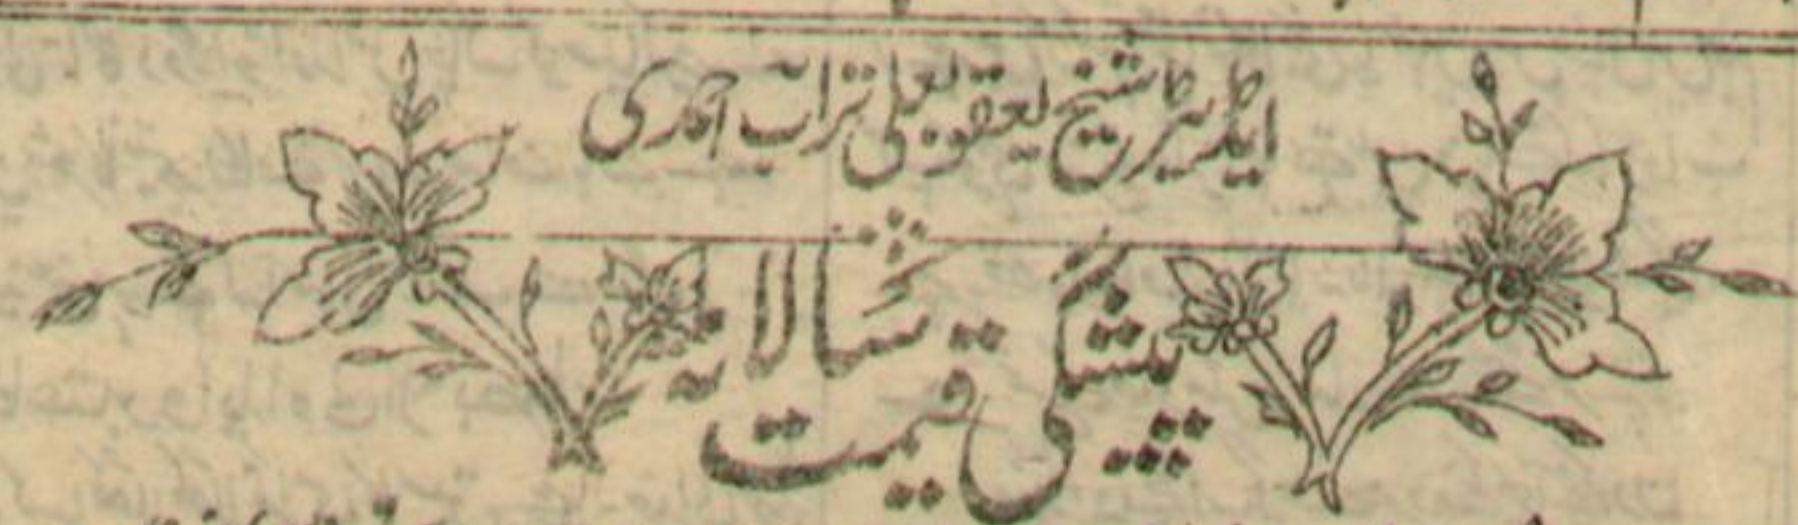 ایڈیٹر شیخ یعقوب علی تراب احمدی
پیشگی قیمت سالانہ